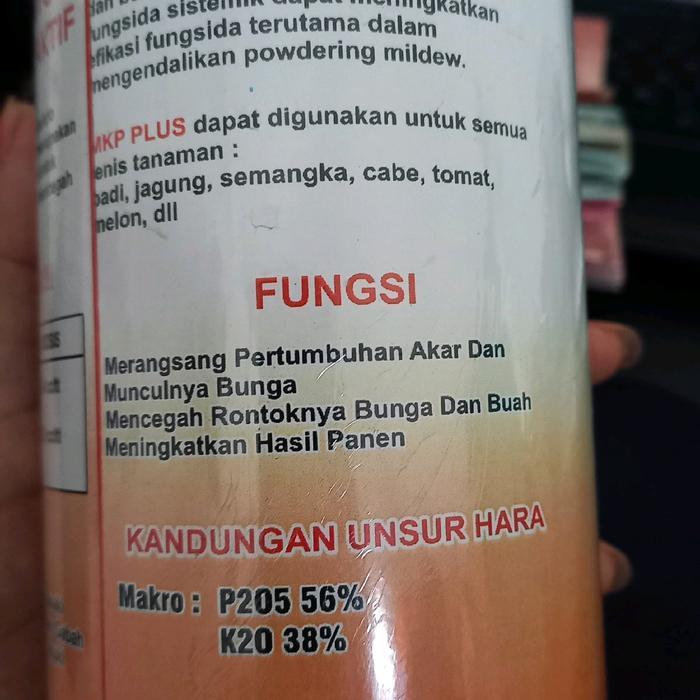 AKTIF
dapat meningkatkan
fungsida sistemik
efikasi fungsida terutama dalam
mengendalikan powdering mildew.
MKP PLUS dapat digunakan untuk semua
jenis tanaman :
padi, jagung, semangka, cabe, tomat,
melon, dll
FUNGSI
Merangsang Pertumbuhan Akar Dan
Munculnya Bunga
Mencegah Rontoknya Bunga Dan Buah
Meningkatkan Hasil Panen
KANDUNGAN UNSUR HARA
Makro : P205 56%
K20 38%